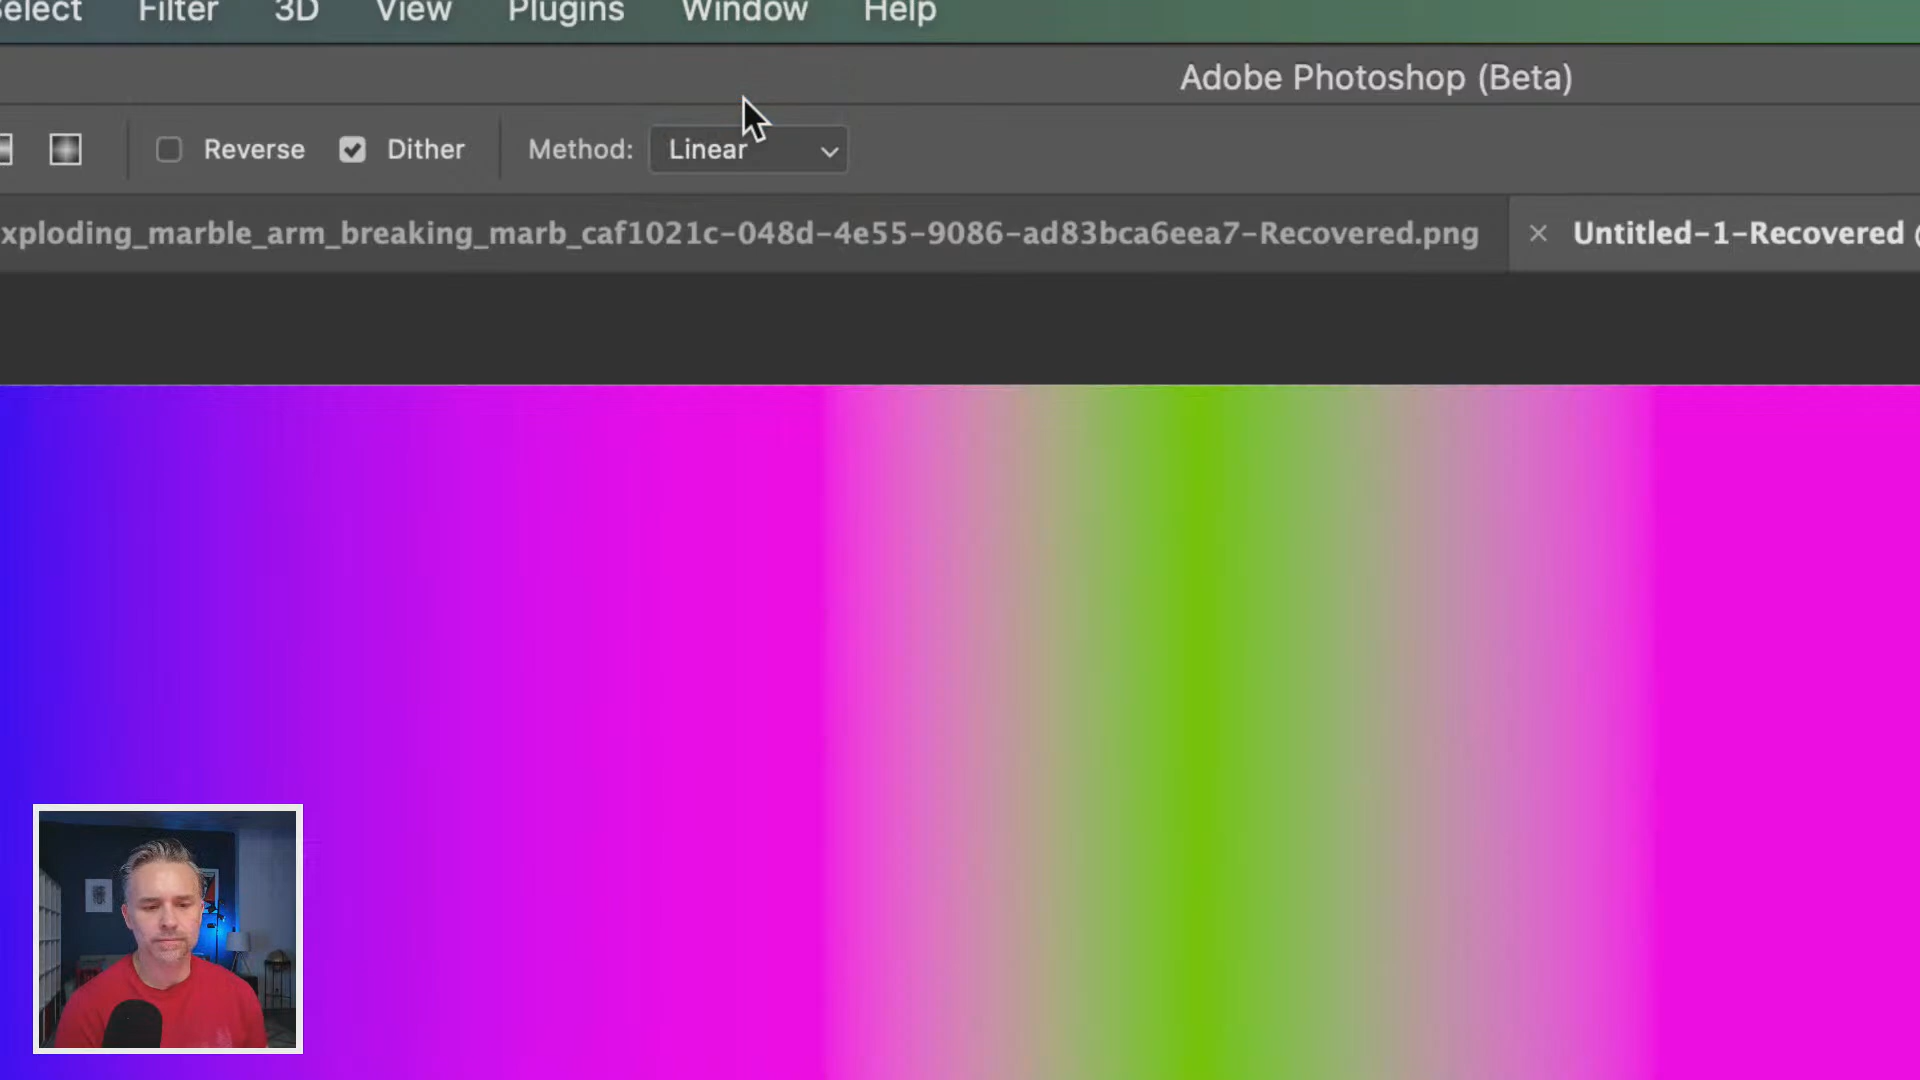 Filter 3D View Plugins Window Help
Adobe Photoshop (Beta)
Reverse Dither Method: Linear
xploding_marble_arm_breaking_marb_caf1021c-048d-4e55-9086-ad83bca6eea7-Recovered.png × Untitled-1-Recovered